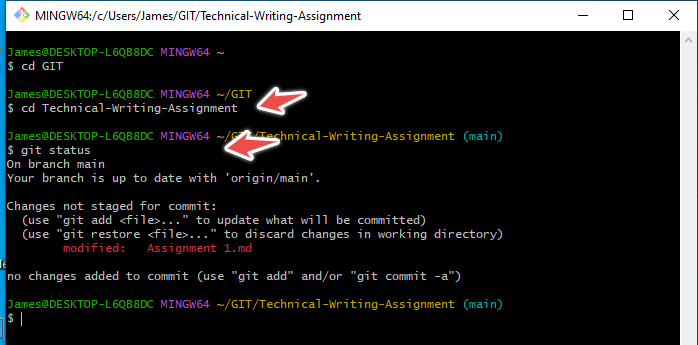 MINGW64:/c/Users/James/GIT/Technical-Writing-Assignment
James@DESKTOP-L6QB8DC MINGW64 ~
$ cd GIT
James@DESKTOP-L6QB8DC MINGW64 ~/GIT
$ cd Technical-Writing-Assignment
James@DESKTOP-L6QB8DC MINGW64 ~/GIT/Technical-Writing-Assignment (main)
$ git status
On branch main
Your branch is up to date with 'origin/main'.
Changes not staged for commit:
  (use "git add <file>..." to update what will be committed)
  (use "git restore <file>..." to discard changes in working directory)
        modified:   Assignment 1.md
no changes added to commit (use "git add" and/or "git commit -a")
James@DESKTOP-L6QB8DC MINGW64 ~/GIT/Technical-Writing-Assignment (main)
$